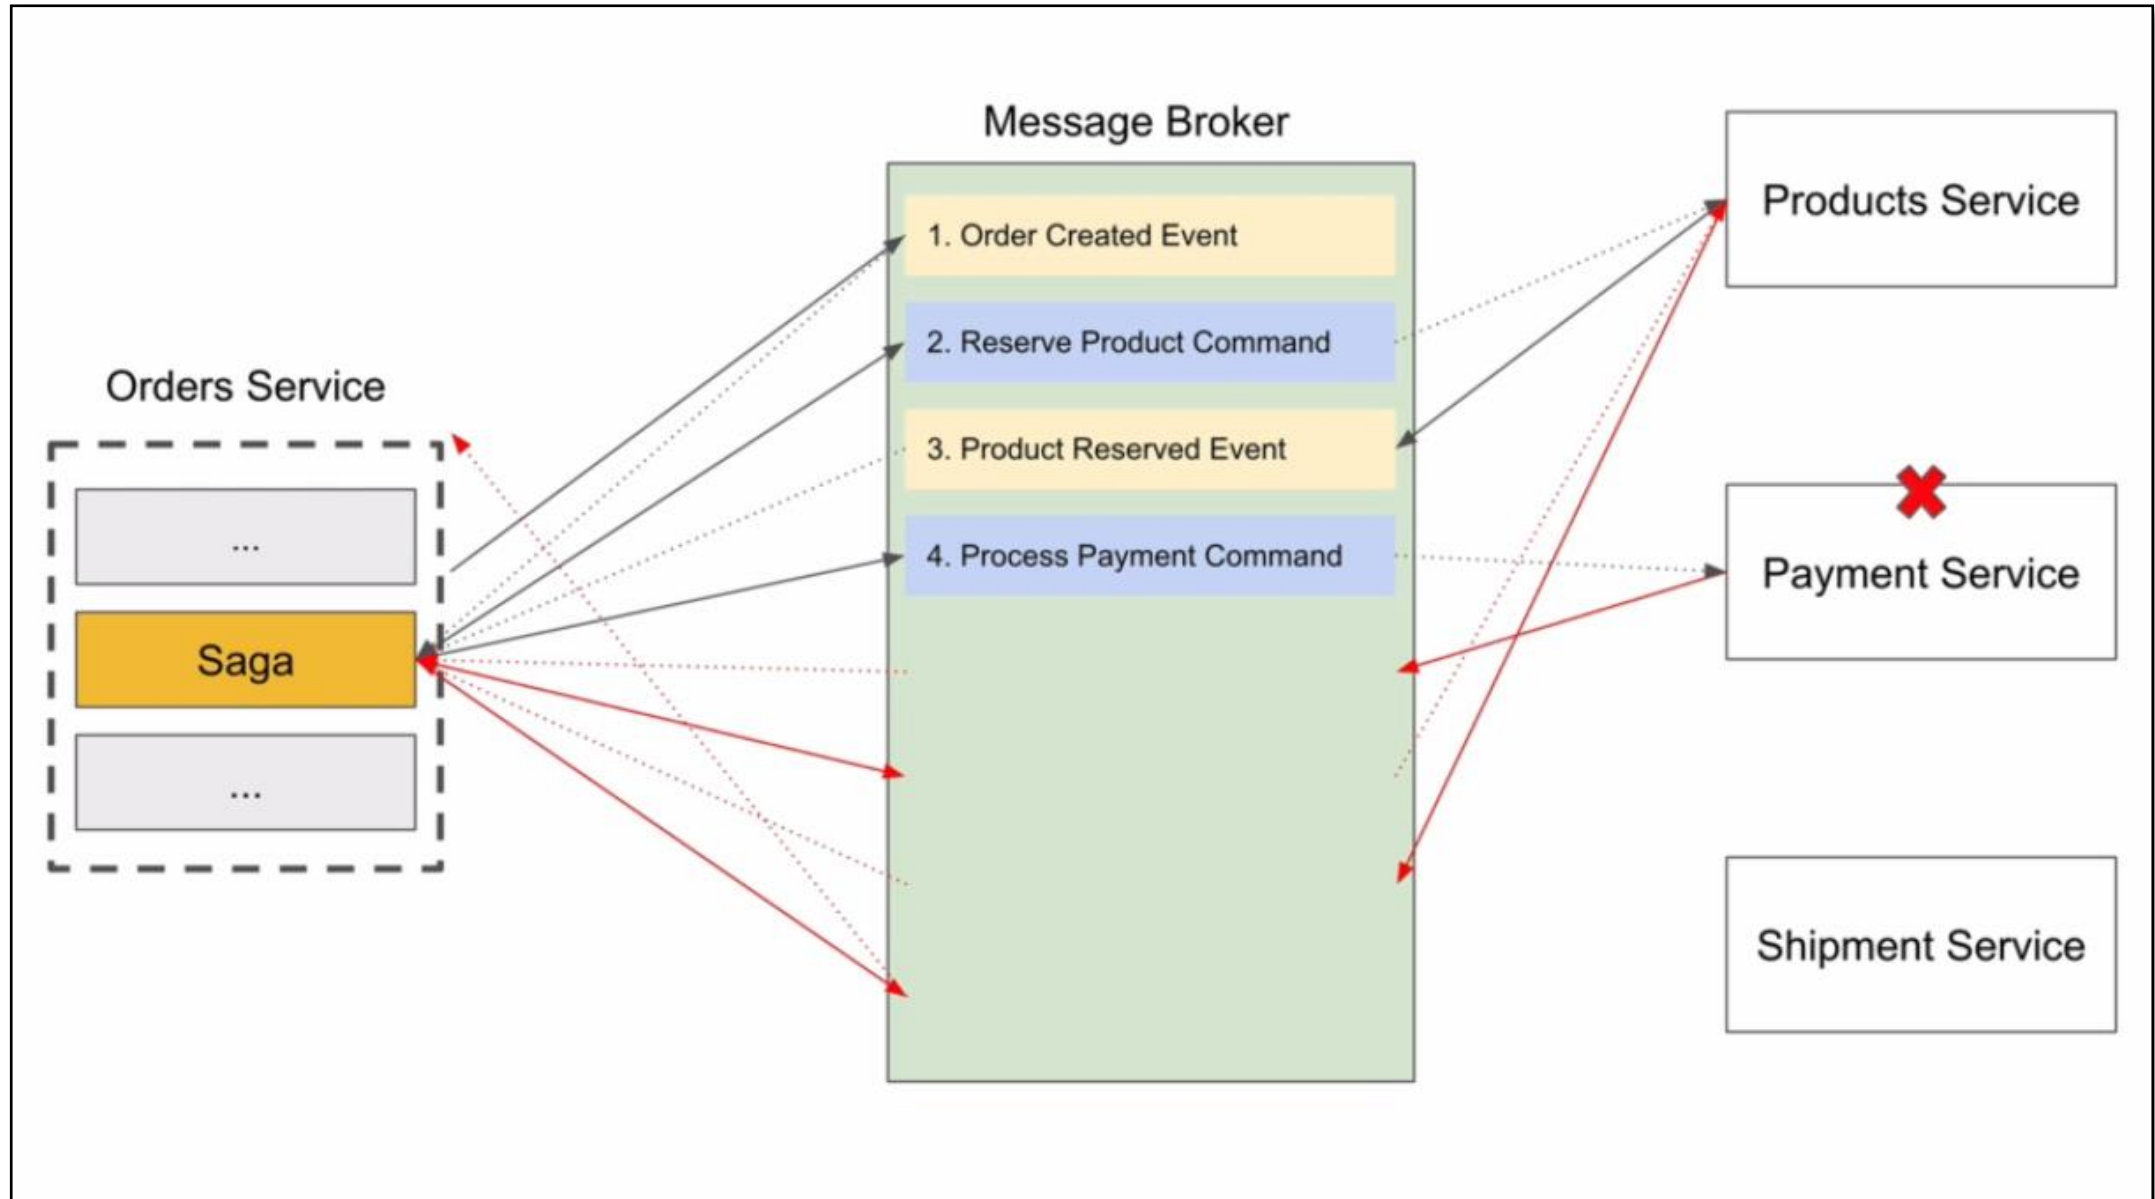 Message Broker
Products Service
1. Order Created Event
2. Reserve Product Command
Orders Service
3. Product Reserved Event
...
4. Process Payment Command
Payment Service
Saga
...
Shipment Service